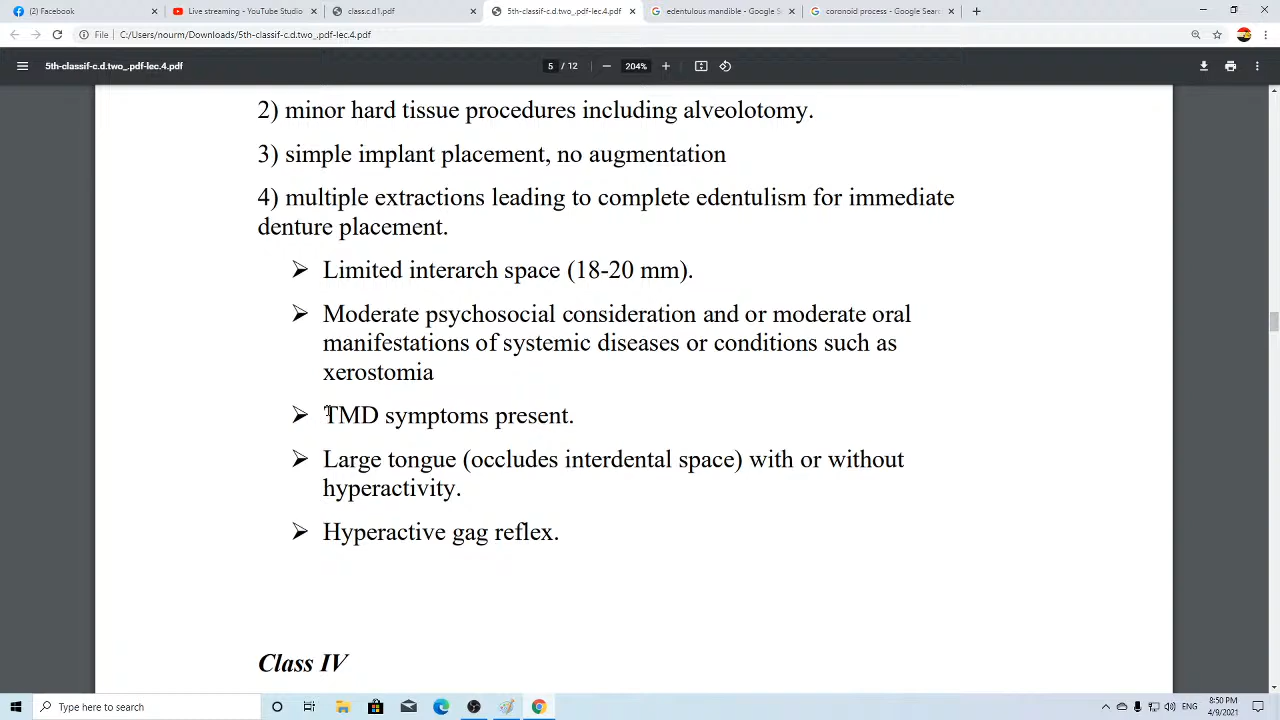 (2) Facebook
Live streaming - YouTube Studio
class.c.d1.pdf
5th-classif-c.d.two_.pdf-lec.4.pdf
edentulous mandible - Google S
coronoid process - Google Searc
File
C:/Users/nourm/Downloads/5th-classif-c.d.two_.pdf-lec.4.pdf
5th-classif-c.d.two_.pdf-lec.4.pdf
5 / 12
204%
2) minor hard tissue procedures including alveolotomy.
3) simple implant placement, no augmentation
4) multiple extractions leading to complete edentulism for immediate
denture placement.
Limited interarch space (18-20 mm).
Moderate psychosocial consideration and or moderate oral
manifestations of systemic diseases or conditions such as
xerostomia
TMD symptoms present.
Large tongue (occludes interdental space) with or without
hyperactivity.
Hyperactive gag reflex.
Class IV
Type here to search
ENG
8:50 PM
4/9/2021